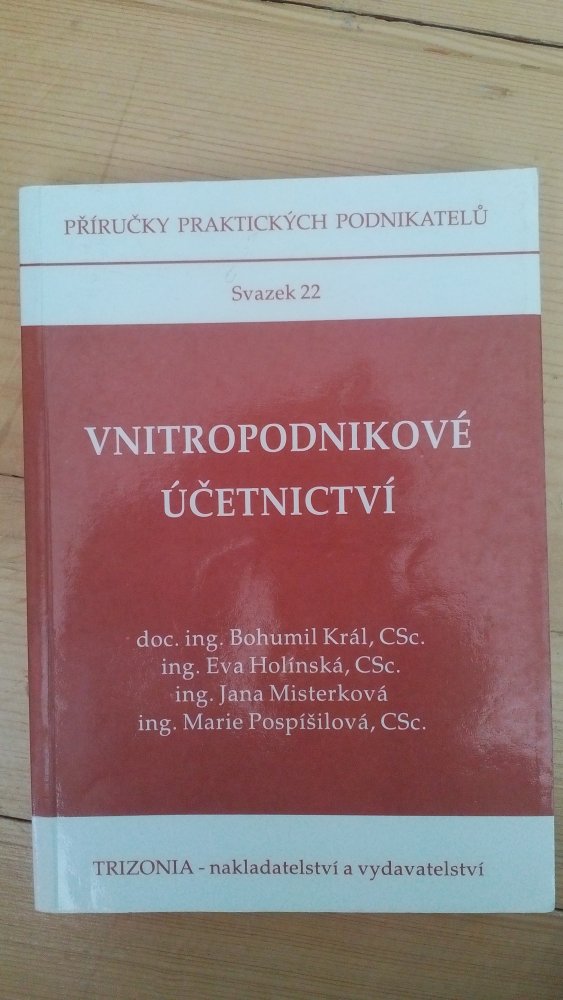 PŘÍRUČKY PRAKTICKÝCH PODNIKATELŮ
Svazek 22
VNITROPODNIKOVÉ
ÚČETNICTVÍ
doc. ing. Bohumil Král, CSc.
ing. Eva Holínská, CSc.
ing. Jana Misterková
ing. Marie Pospíšilová, CSc.
TRIZONIA - nakladatelství a vydavatelství